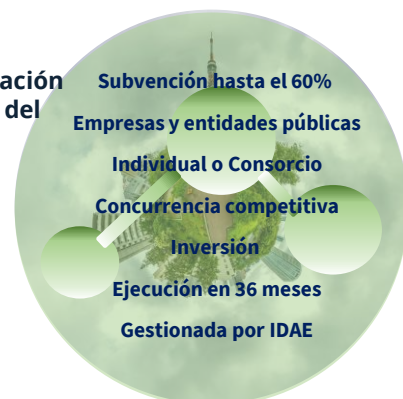 ación
del
Subvención hasta el 60%
Empresas y entidades públicas
Individual o Consorcio
Concurrencia competitiva
Inversión
Ejecución en 36 meses
Gestionada por IDAE